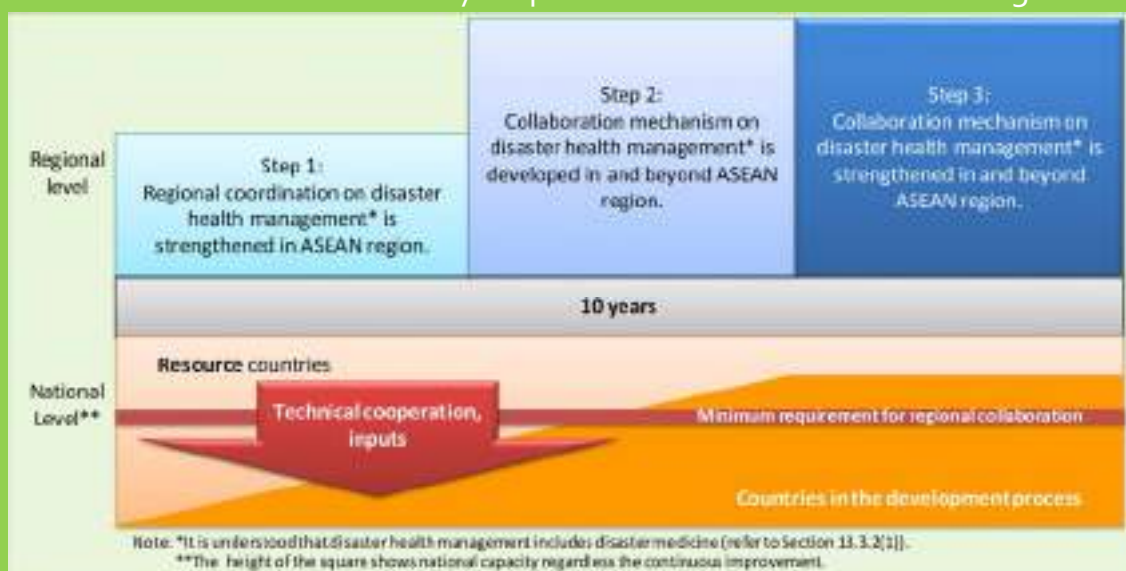 Regional
level
Step 1:
Regional coordination on disaster
health management* is
strengthened in ASEAN region.
Step 2:
Collaboration mechanism on
disaster health management* is
developed in and beyond ASEAN
region.
Step 3:
Collaboration mechanism on
disaster health management* is
strengthened in and beyond
ASEAN region.
10 years
National
Level**
Resource countries
Technical cooperation,
inputs
Minimum requirement for regional collaboration
Countries in the development process
Note: *It is understood that disaster health management includes disaster medicine (refer to Section 13.3.2(1)).
**The height of the square shows national capacity regardless the continuous improvement.